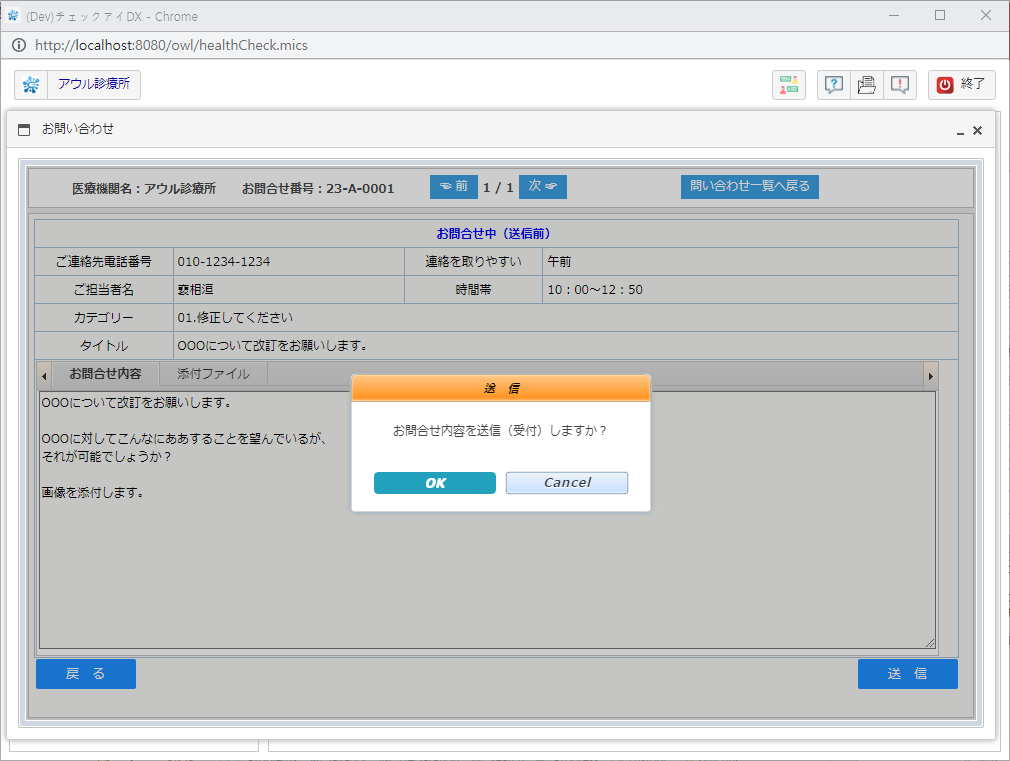 (Dev)チェックアイDX - Chrome
http://localhost:8080/owl/healthCheck.mics
アウル診療所
終了
お問い合わせ
医療機関名：アウル診療所 お問合せ番号：23-A-0001 前 1 / 1 次 問い合わせ一覧へ戻る
お問合せ中（送信前）
ご連絡先電話番号 010-1234-1234 連絡を取りやすい 午前
ご担当者名 裵相洹 時間帯 10：00～12：50
カテゴリー 01.修正してください
タイトル OOOについて改訂をお願いします。
お問合せ内容 添付ファイル
OOOについて改訂をお願いします。
OOOに対してこんなにああすることを望んでいるが、
それが可能でしょうか？
画像を添付します。
送 信
お問合せ内容を送信（受付）しますか？
OK Cancel
戻 る 送 信